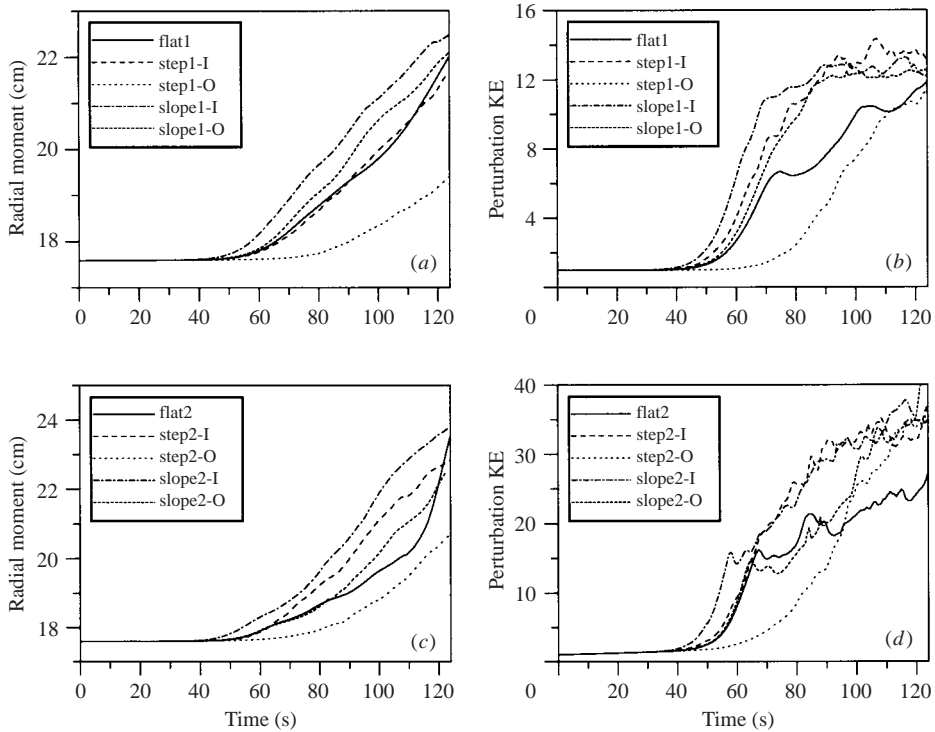 Radial moment (cm)
22
20
18
flat1
step1-I
step1-O
slope1-I
slope1-O
(a)
0 20 40 60 80 100 120
Perturbation KE
16
12
8
4
0
flat1
step1-I
step1-O
slope1-I
slope1-O
(b)
20 40 60 80 100 120
Radial moment (cm)
24
22
20
18
flat2
step2-I
step2-O
slope2-I
slope2-O
(c)
0 20 40 60 80 100 120
Time (s)
Perturbation KE
40
30
20
10
0
flat2
step2-I
step2-O
slope2-I
slope2-O
(d)
20 40 60 80 100 120
Time (s)